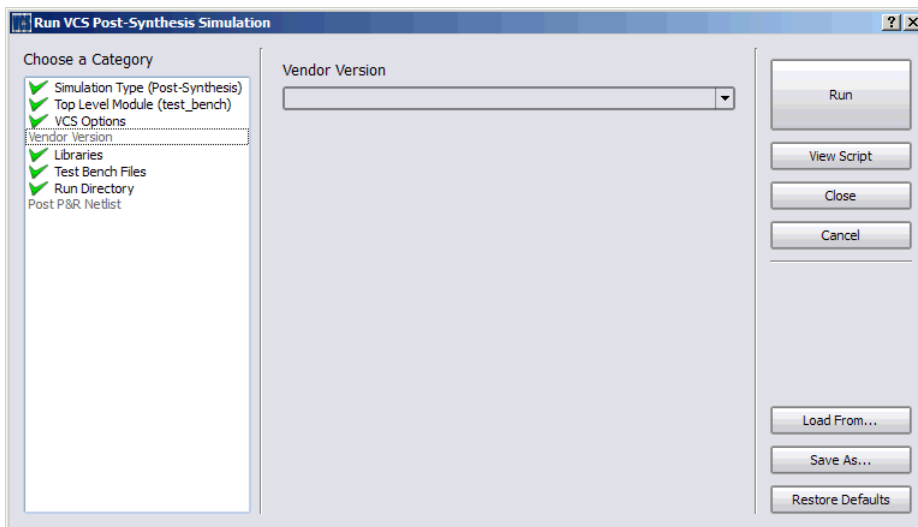 Run VCS Post-Synthesis Simulation
Choose a Category
Simulation Type (Post-Synthesis)
Top Level Module (test_bench)
VCS Options
Vendor Version
Libraries
Test Bench Files
Run Directory
Post P&R Netlist
Vendor Version
Run
View Script
Close
Cancel
Load From...
Save As...
Restore Defaults